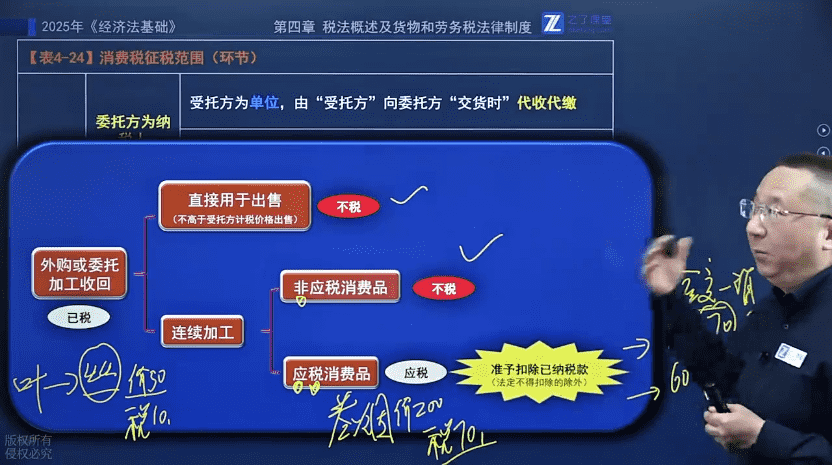 2025年《经济法基础》
第四章 税法概述及货物和劳务税法律制度
之了课堂
【表4-24】消费税征税范围（环节）
受托方为单位，由“受托方”向委托方“交货时”代收代缴
委托方为纳
税人
直接用于出售
（不高于受托方计税价格出售）
不税
外购或委托
加工收回
已税
非应税消费品
不税
连续加工
应税消费品
应税
准予扣除已纳税款
（法定不得扣除的除外）
叶→丝
价50
税10
卷烟 价200
税70
70
60
版权所有
侵权必究